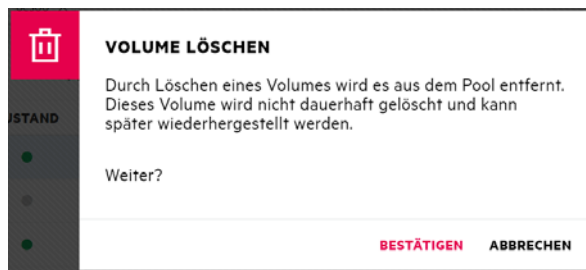 VOLUME LÖSCHEN
Durch Löschen eines Volumes wird es aus dem Pool entfernt.
Dieses Volume wird nicht dauerhaft gelöscht und kann
später wiederhergestellt werden.
USTAND
Weiter?
BESTÄTIGEN ABBRECHEN